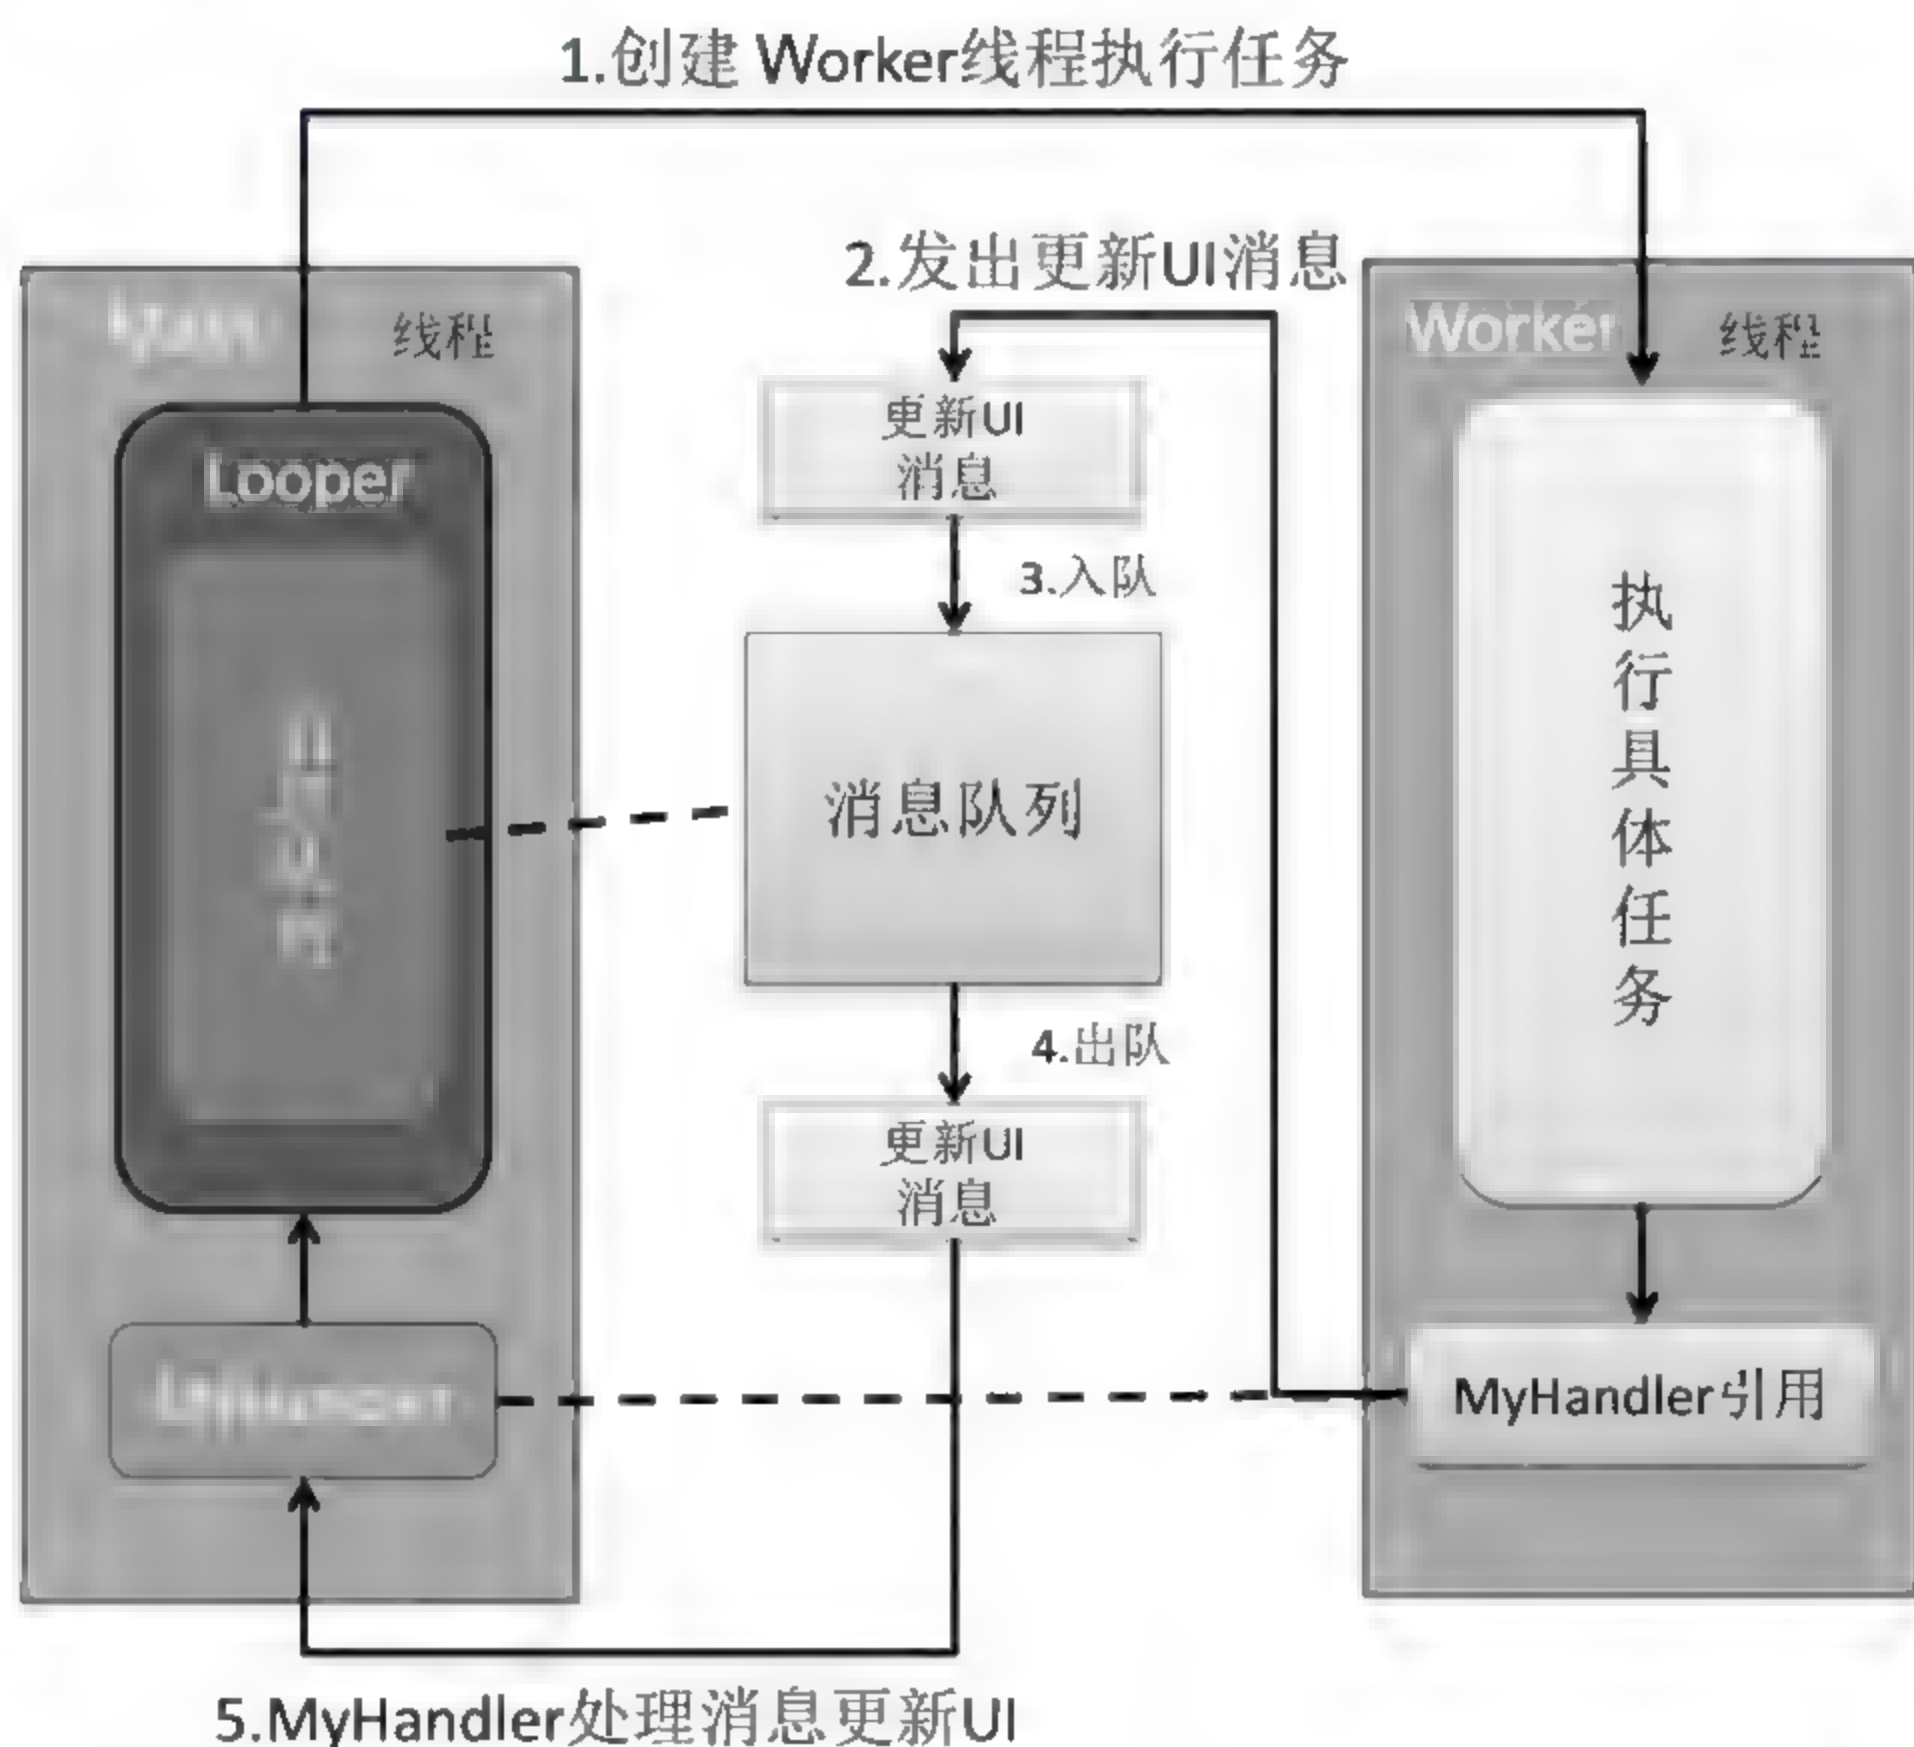 1.创建 Worker线程执行任务
2.发出更新UI消息
线程
Worker 线程
Looper
更新UI
消息
3.入队
消息队列
执行具体任务
4.出队
更新UI
消息
MyHandler引用
5.MyHandler处理消息更新UI